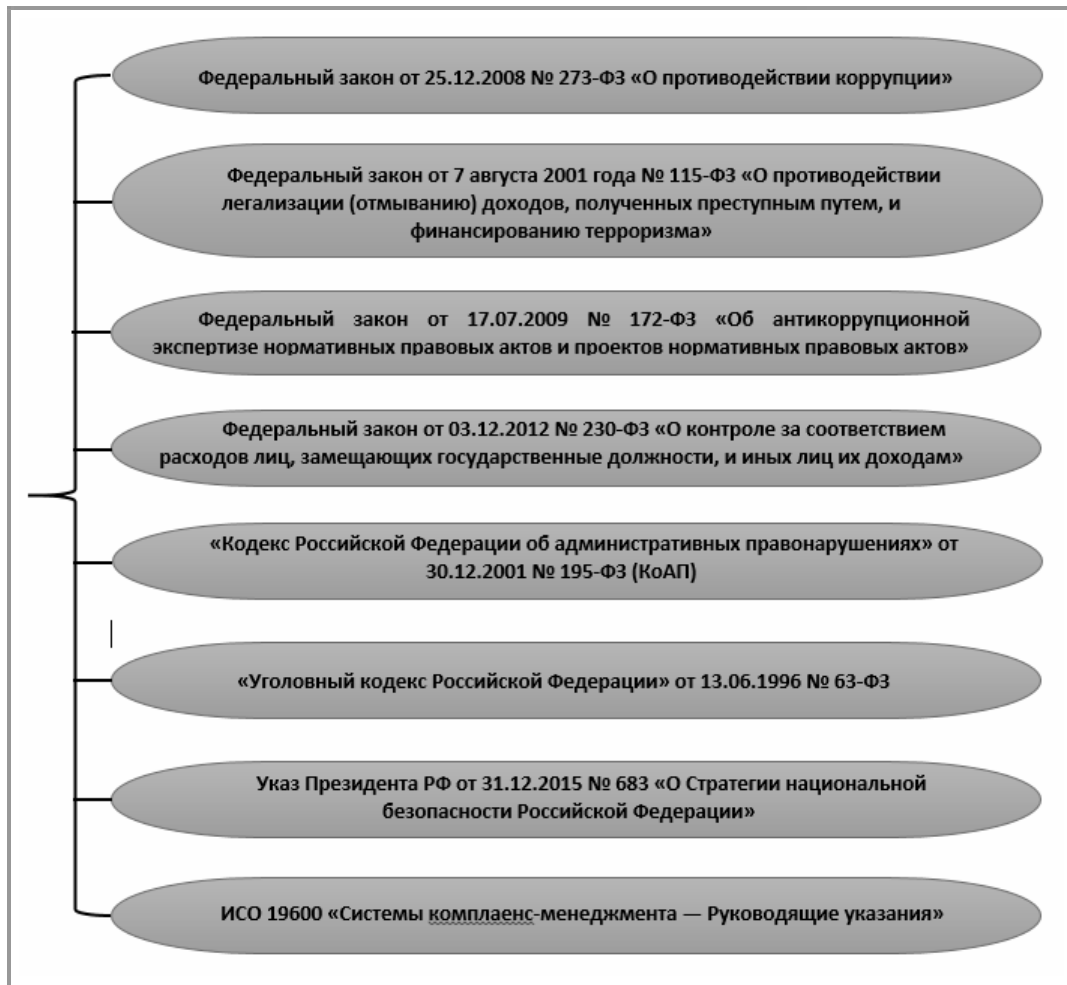 Федеральный закон от 25.12.2008 № 273-ФЗ «О противодействии коррупции»
Федеральный закон от 7 августа 2001 года № 115-ФЗ «О противодействии
легализации (отмыванию) доходов, полученных преступным путем, и
финансированию терроризма»
Федеральный закон от 17.07.2009 № 172-ФЗ «Об антикоррупционной
экспертизе нормативных правовых актов и проектов нормативных правовых актов»
Федеральный закон от 03.12.2012 № 230-ФЗ «О контроле за соответствием
расходов лиц, замещающих государственные должности, и иных лиц их доходам»
«Кодекс Российской Федерации об административных правонарушениях» от
30.12.2001 № 195-ФЗ (КоАП)
«Уголовный кодекс Российской Федерации» от 13.06.1996 № 63-ФЗ
Указ Президента РФ от 31.12.2015 № 683 «О Стратегии национальной
безопасности Российской Федерации»
ИСО 19600 «Системы комплаенс-менеджмента — Руководящие указания»